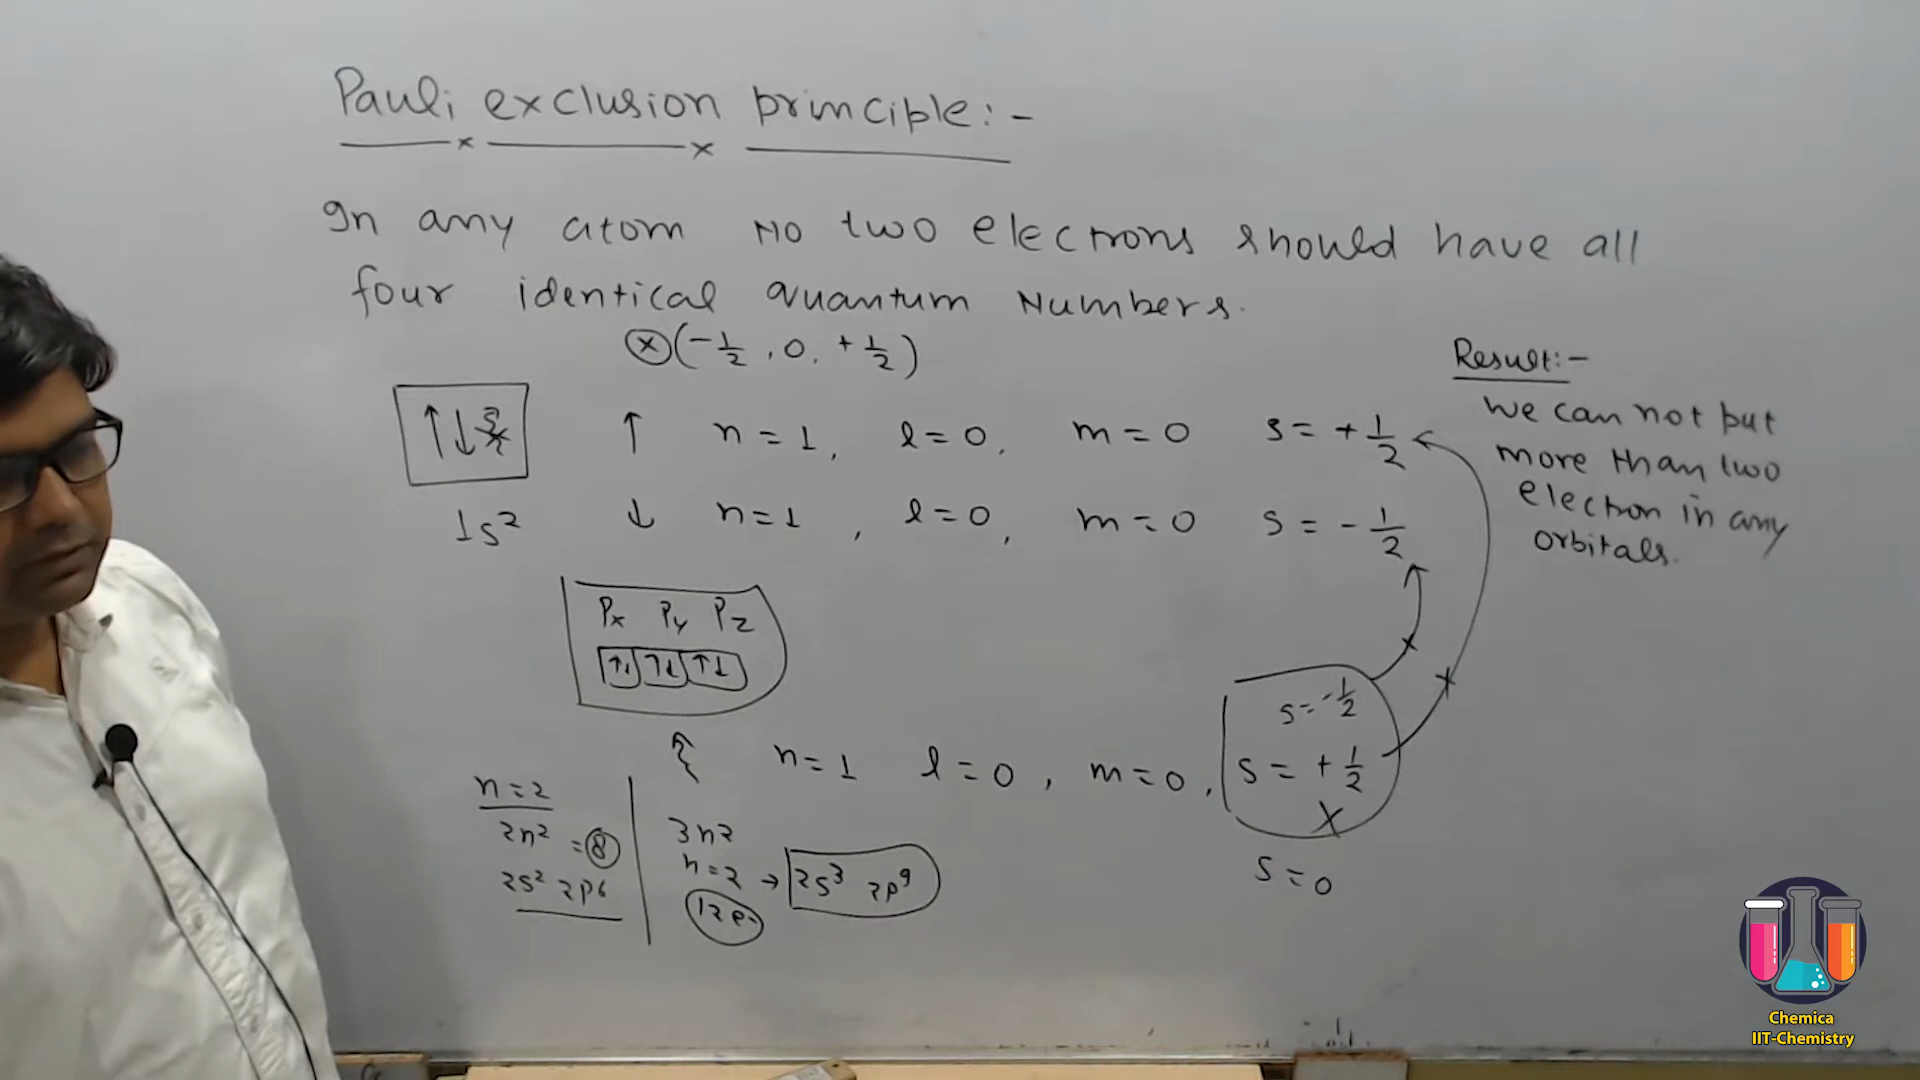 Pauli exclusion principle:-
In any atom No two electrons should have all
four identical quantum Numbers.
(x) (-1/2, 0, +1/2)
Result:-
We can not put
more than two
electron in any
orbitals.
↑↓
1s²
↑ n = 1, l = 0, m = 0 s = + 1/2
↓ n = 1, l = 0, m = 0 s = - 1/2
Px Py Pz
↑↓ ↑↓ ↑↓
s = -1/2
n = 1 l = 0, m = 0, s = + 1/2
x
s = 0
n = 2
2n² = 8
2s² 2p6
3n2
n = 2 → 2s³ 2p⁹
12e-
Chemica
IIT-Chemistry